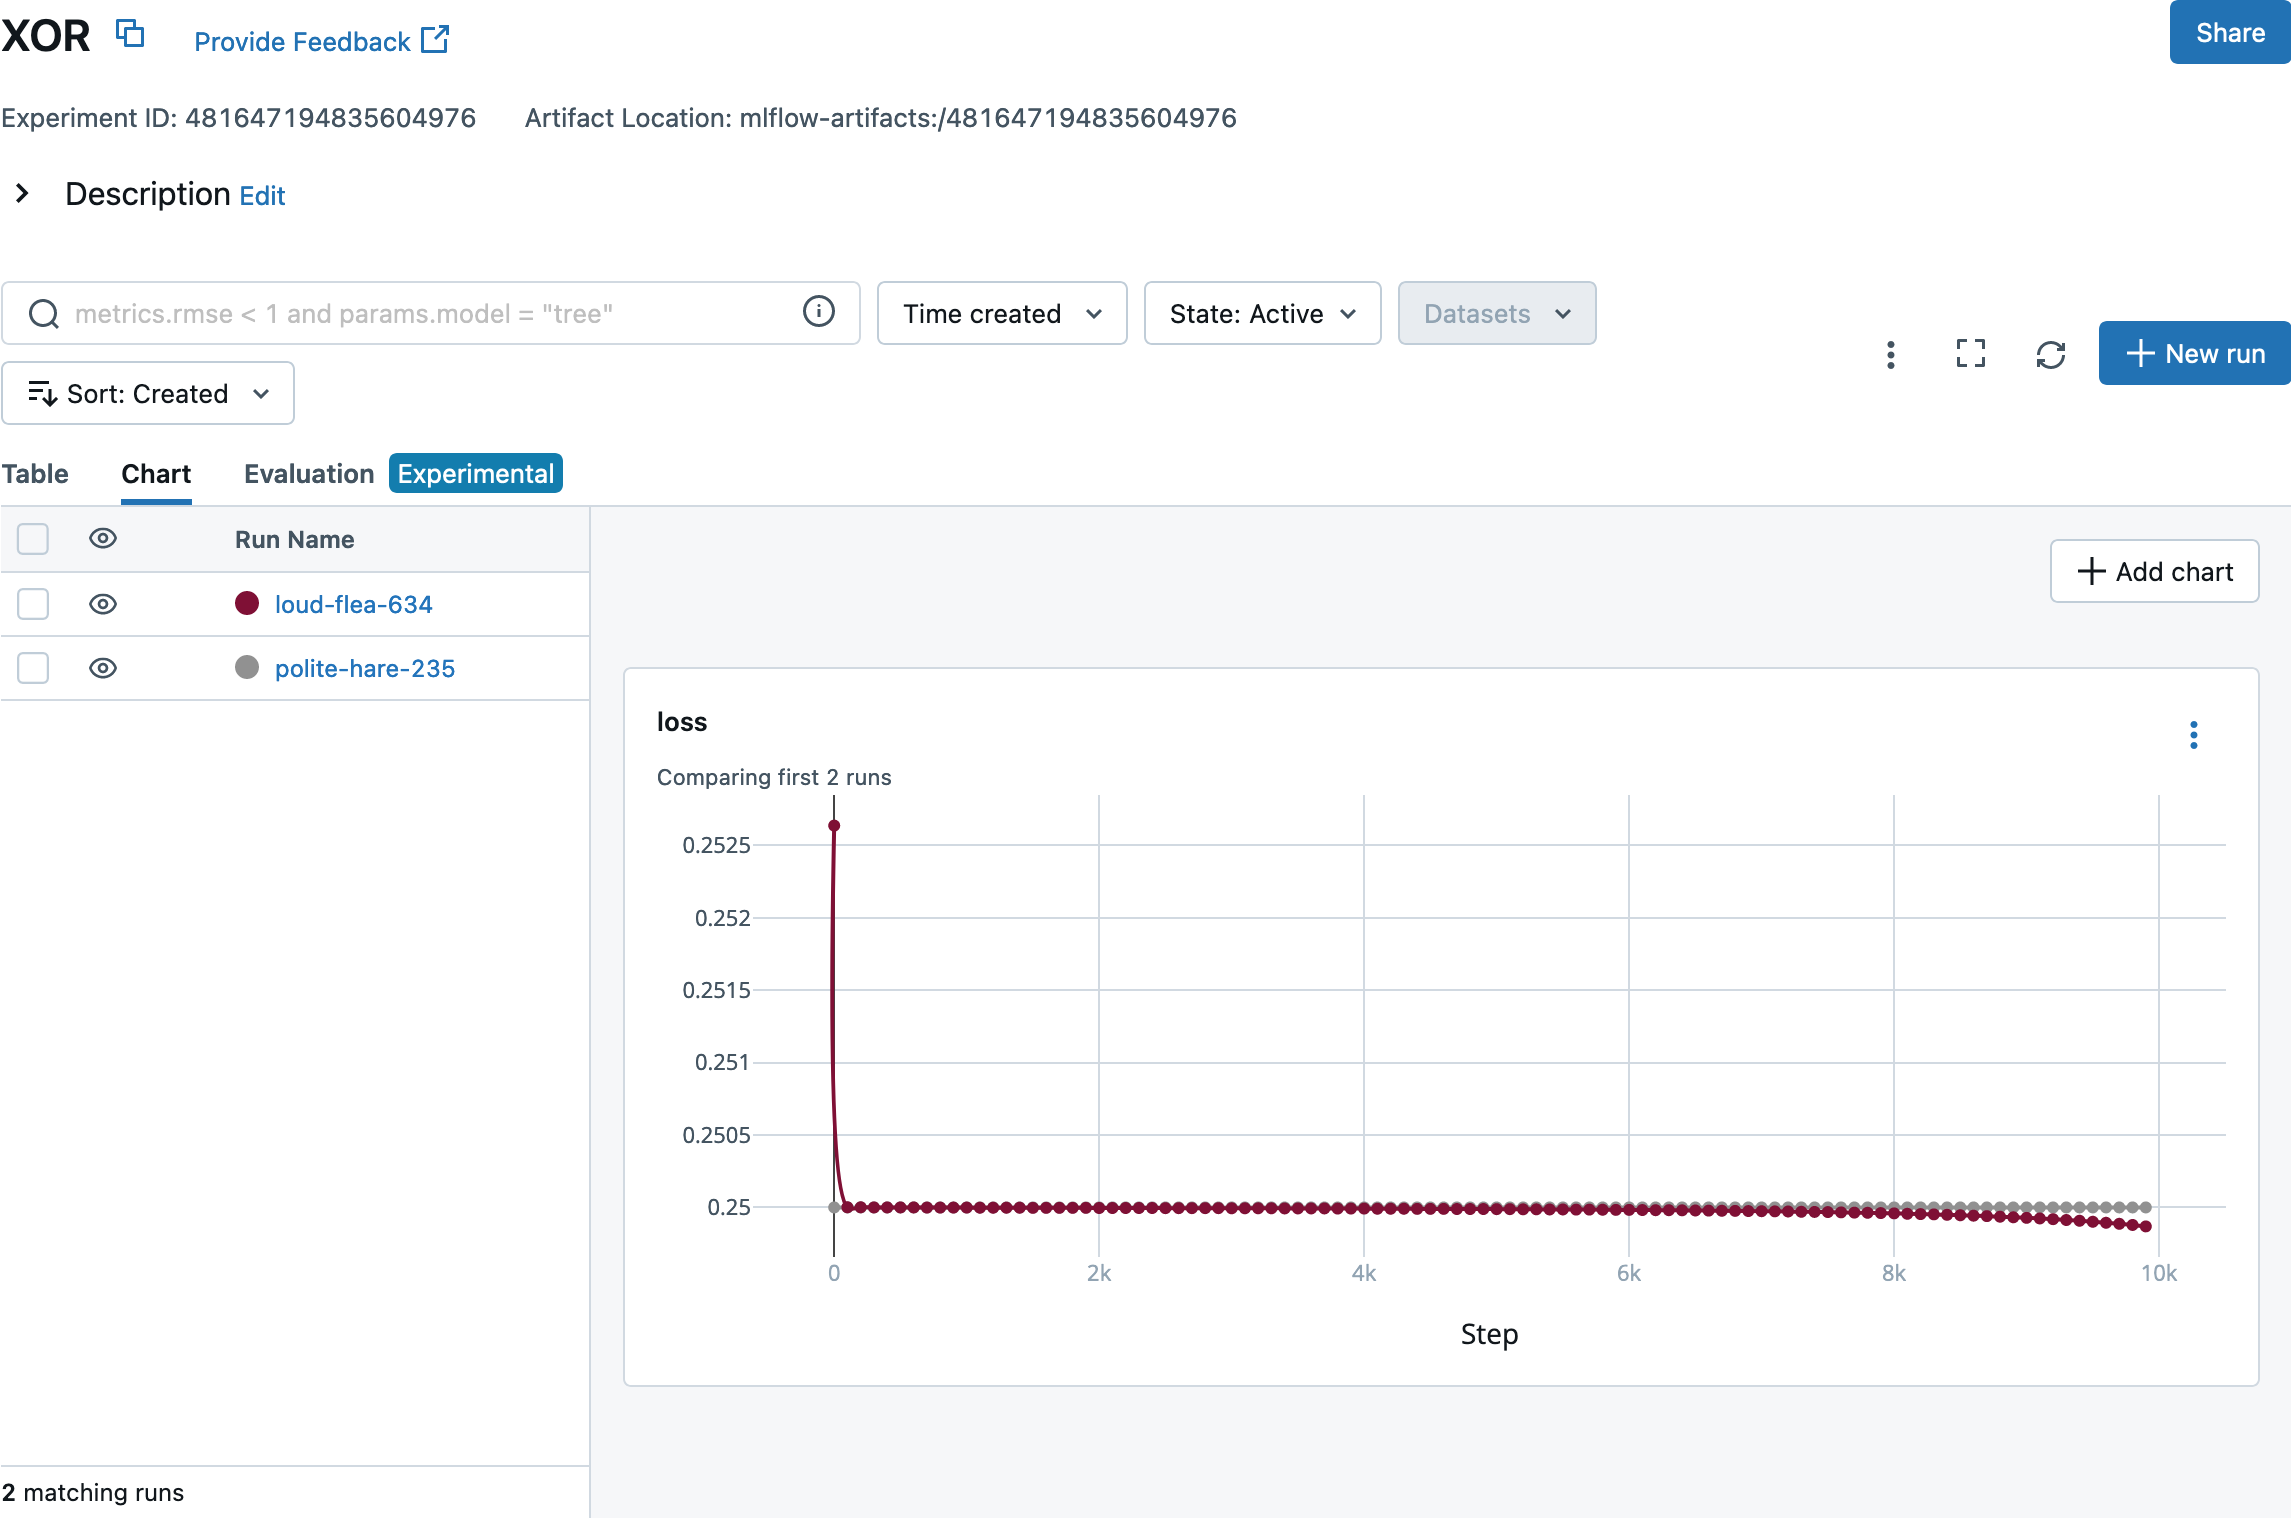 XOR Provide Feedback Share
Experiment ID: 481647194835604976 Artifact Location: mlflow-artifacts:/481647194835604976
Description Edit
metrics.rmse < 1 and params.model = "tree" Time created State: Active Datasets
New run
Sort: Created
Table Chart Evaluation Experimental
Run Name
Add chart
loud-flea-634
polite-hare-235
loss
Comparing first 2 runs
0.2525
0.252
0.2515
0.251
0.2505
0.25
0 2k 4k 6k 8k 10k
Step
2 matching runs